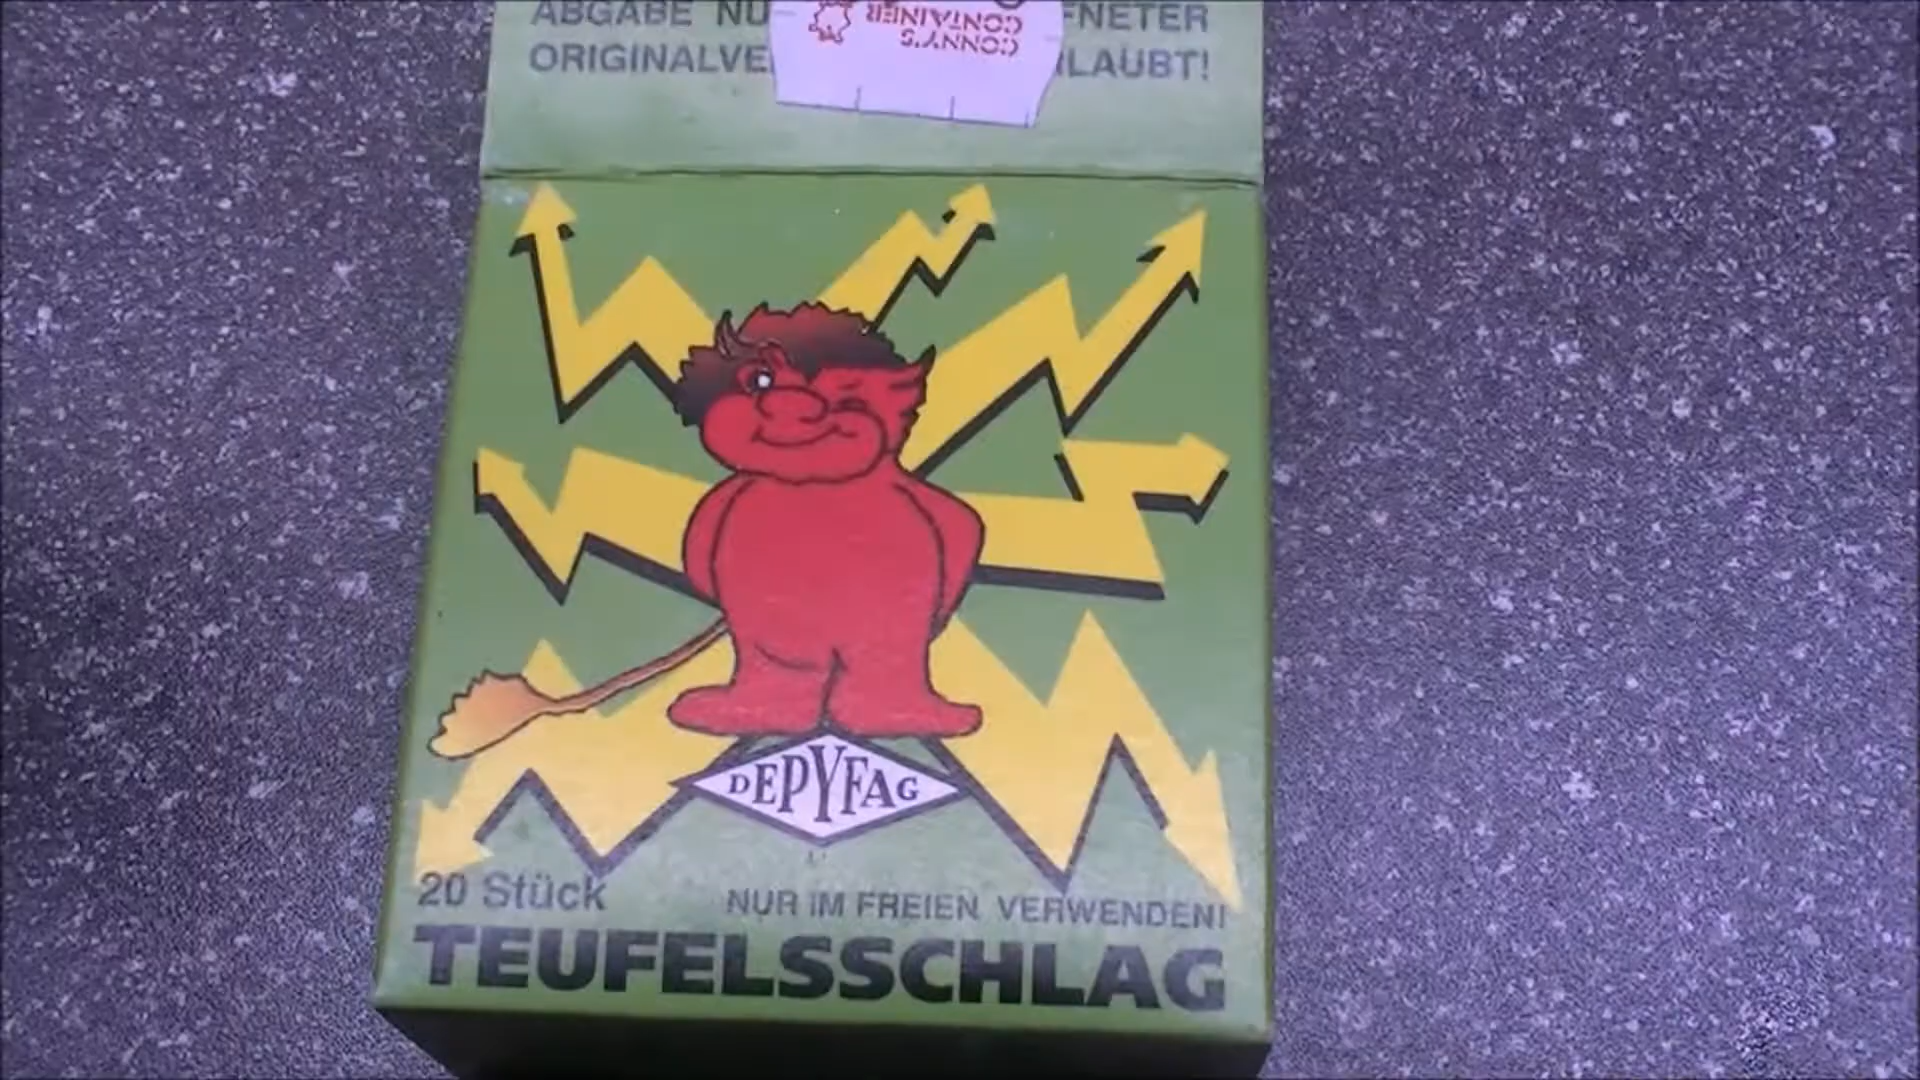 ABGABE NU FNETER
ORIGINALVE LAUBT!
CONNY'S
CONTAINER
DEPYFAG
20 Stück
NUR IM FREIEN VERWENDEN!
TEUFELSSCHLAG